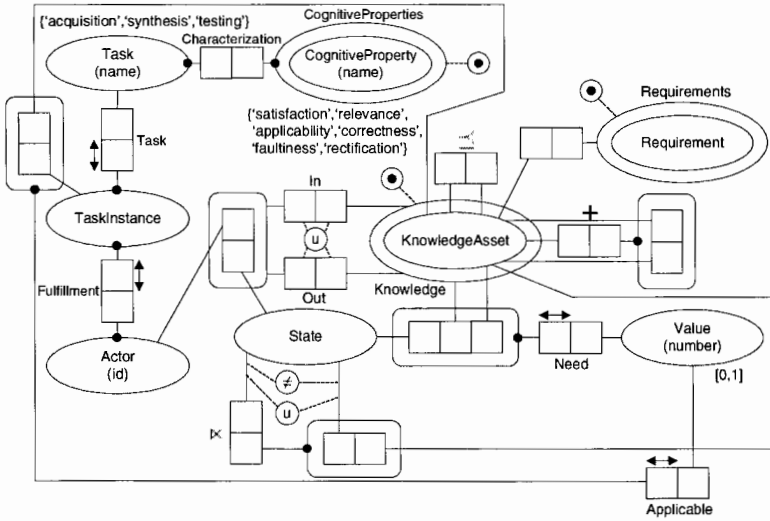 {'acquisition','synthesis','testing'}
CognitiveProperties
Task
(name)
Characterization
CognitiveProperty
(name)
Requirements
{'satisfaction','relevance',
'applicability','correctness',
'faultiness','rectification'}
Requirement
Task
In
TaskInstance
u
KnowledgeAsset
+
Fulfillment
Out
Knowledge
State
Value
(number)
Actor
(id)
Need
≠
[0,1]
u
⋉
Applicable